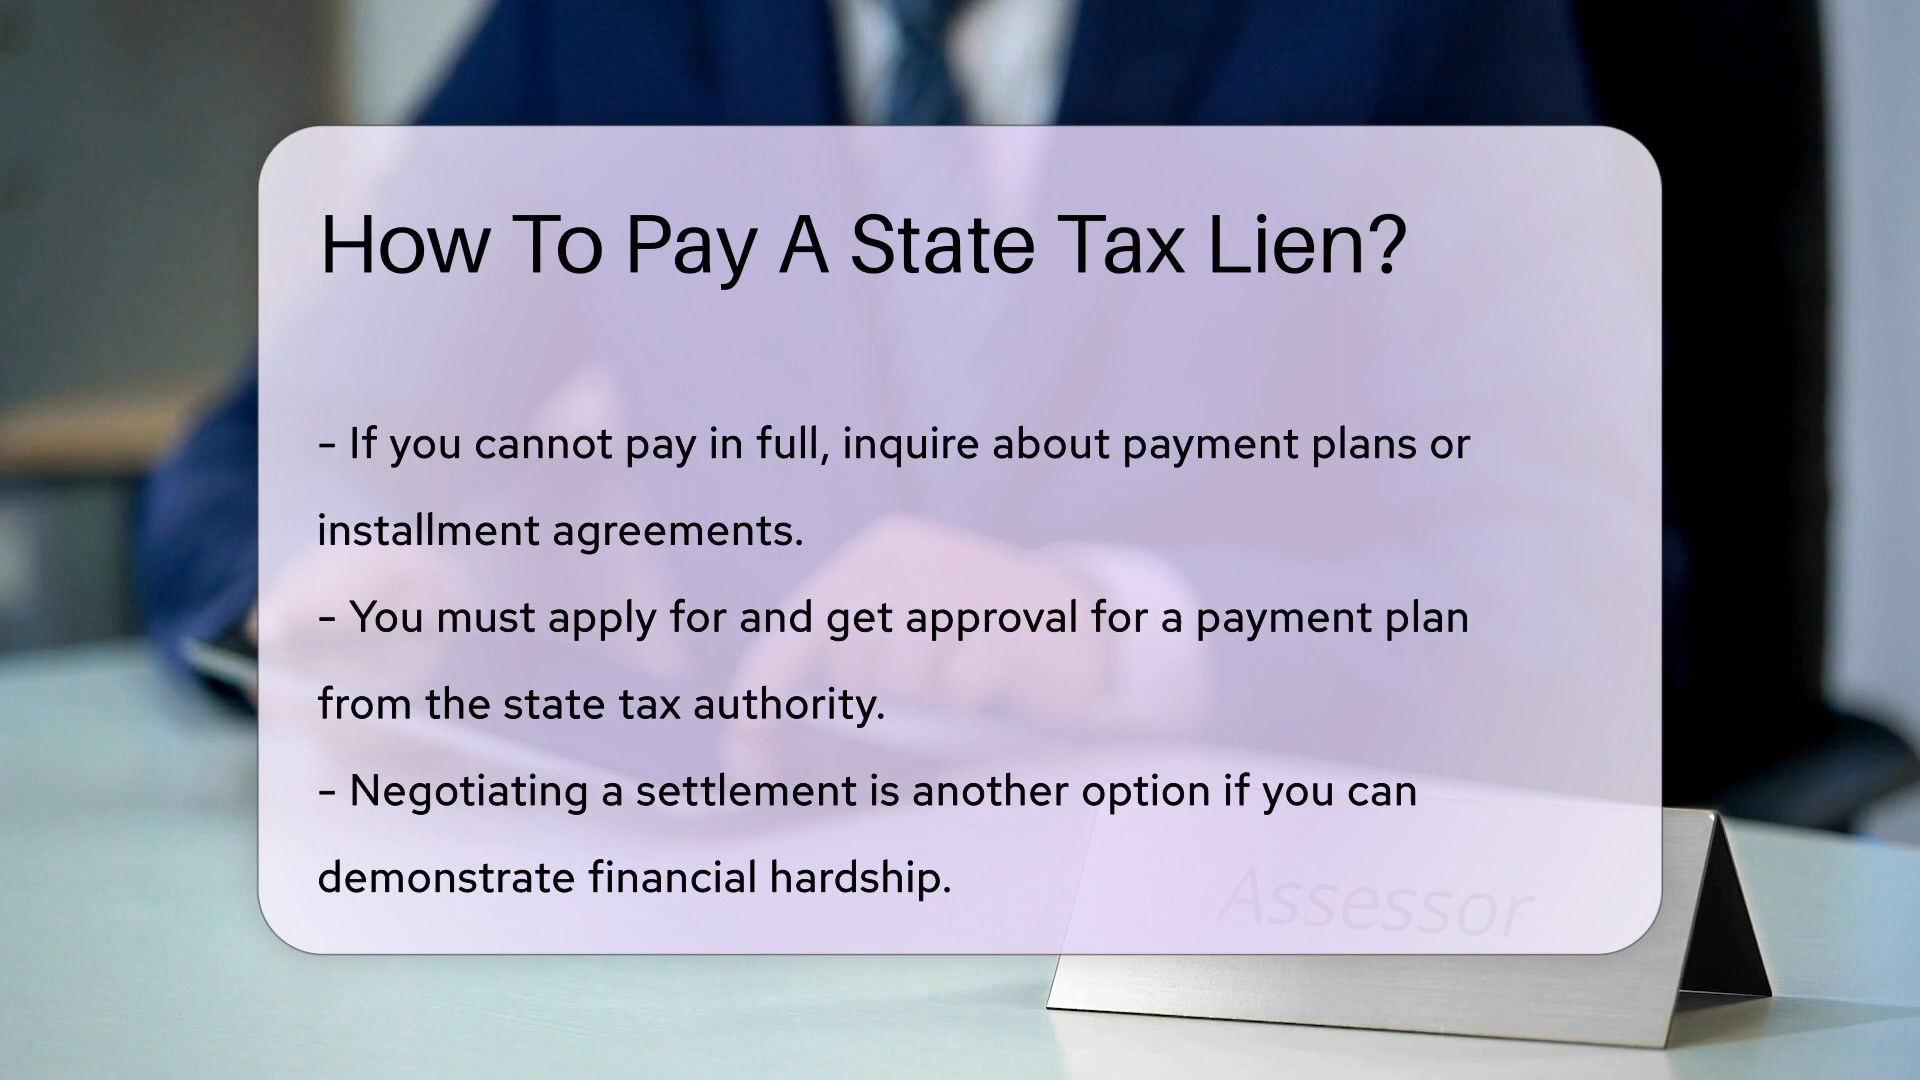 How To Pay A State Tax Lien?
- If you cannot pay in full, inquire about payment plans or
installment agreements.
- You must apply for and get approval for a payment plan
from the state tax authority.
- Negotiating a settlement is another option if you can
demonstrate financial hardship.
Assessor